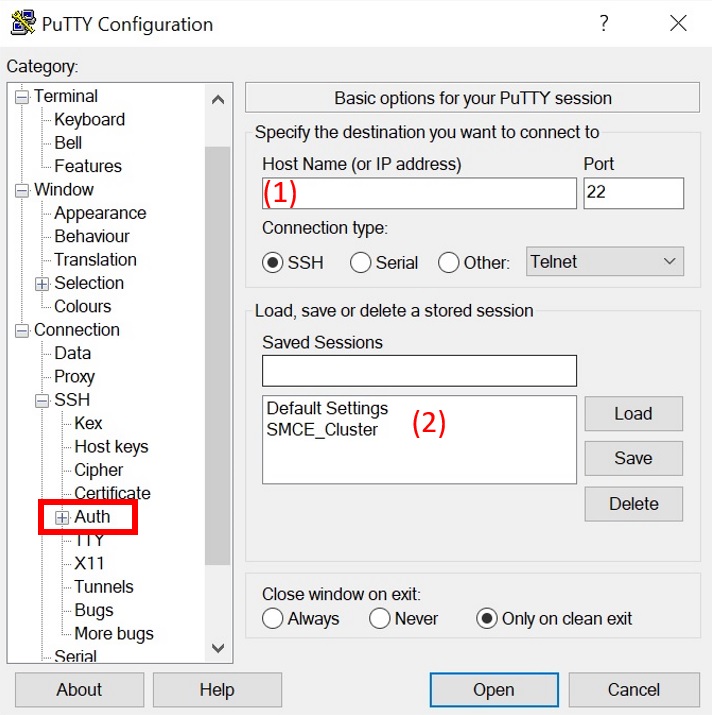 PuTTY Configuration
?
Category:
Terminal
Keyboard
Bell
Features
Window
Appearance
Behaviour
Translation
Selection
Colours
Connection
Data
Proxy
SSH
Kex
Host keys
Cipher
Certificate
Auth
TTY
X11
Tunnels
Bugs
More bugs
Serial
Basic options for your PuTTY session
Specify the destination you want to connect to
Host Name (or IP address) Port
(1) 22
Connection type:
SSH Serial Other: Telnet
Load, save or delete a stored session
Saved Sessions
Default Settings
SMCE_Cluster
(2)
Load
Save
Delete
Close window on exit:
Always Never Only on clean exit
About Help Open Cancel